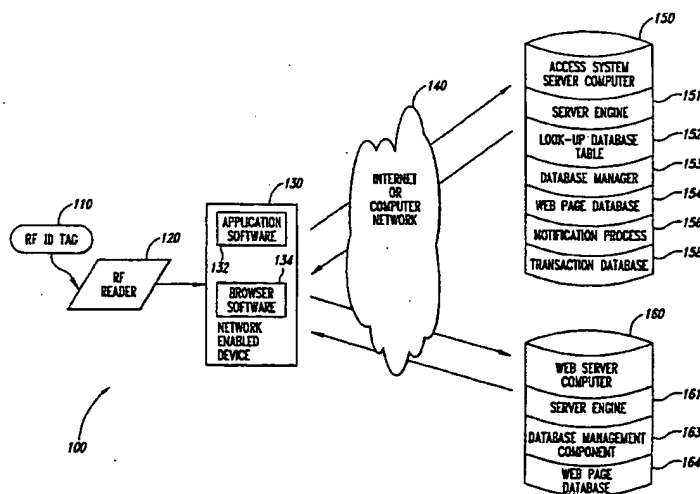 150
ACCESS SYSTEM
SERVER COMPUTER
151
SERVER ENGINE
152
LOOK-UP DATABASE
TABLE
153
DATABASE MANAGER
154
WEB PAGE DATABASE
156
NOTIFICATION PROCESS
158
TRANSACTION DATABASE
140
INTERNET
OR
COMPUTER
NETWORK
130
APPLICATION
SOFTWARE
132
134
BROWSER
SOFTWARE
NETWORK
ENABLED
DEVICE
110
RF ID TAG
120
RF
READER
100
160
WEB SERVER
COMPUTER
161
SERVER ENGINE
163
DATABASE MANAGEMENT
COMPONENT
164
WEB PAGE
DATABASE